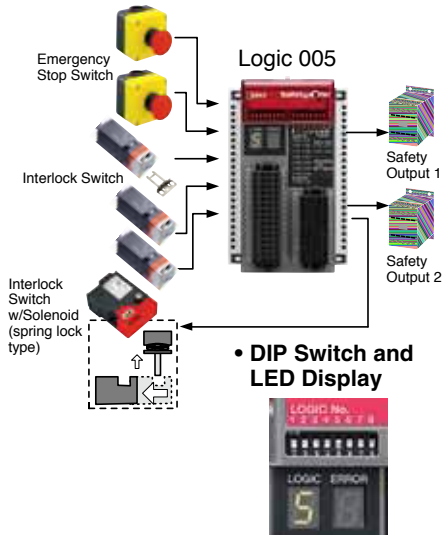 Emergency
Stop Switch
Logic 005
Interlock Switch
Safety
Output 1
Safety
Output 2
Interlock
Switch
w/Solenoid
(spring lock
type)
• DIP Switch and
LED Display
LOGIC No.
1 2 3 4 5 6 7 8
LOGIC ERROR
5